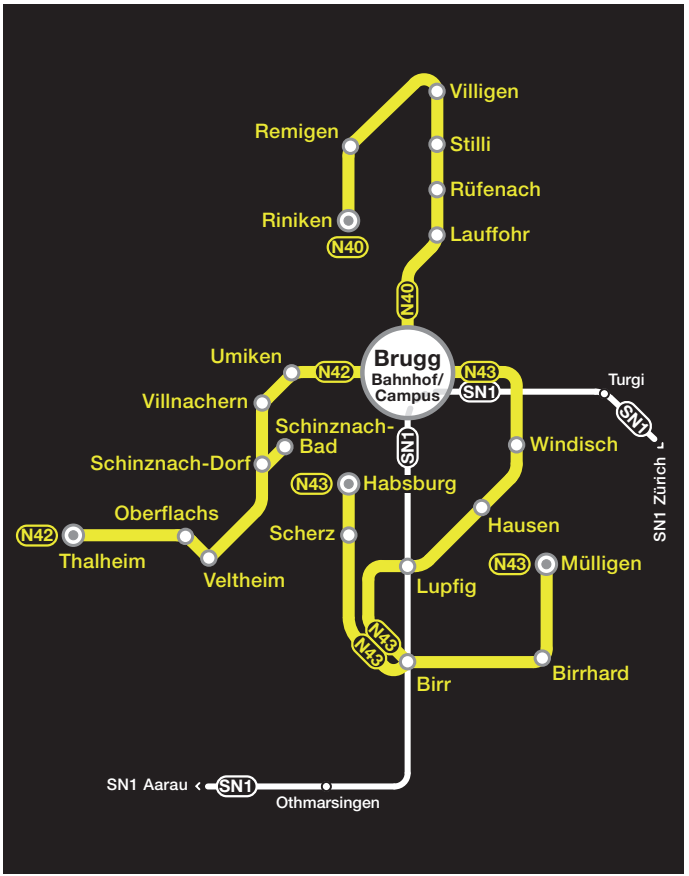 Villigen
Remigen
Stilli
Rüfenach
Riniken
Lauffohr
N40
N40
Umiken
N42
Brugg
Bahnhof/
Campus
N43
SN1
Turgi
SN1
SN1 Zürich
Villnachern
Schinznach-
Bad
SN1
Windisch
Schinznach-Dorf
N43
Habsburg
Oberflachs
Scherz
Hausen
N42
Thalheim
Veltheim
Lupfig
N43
Mülligen
N43
N43
Birr
Birrhard
SN1 Aarau
SN1
Othmarsingen